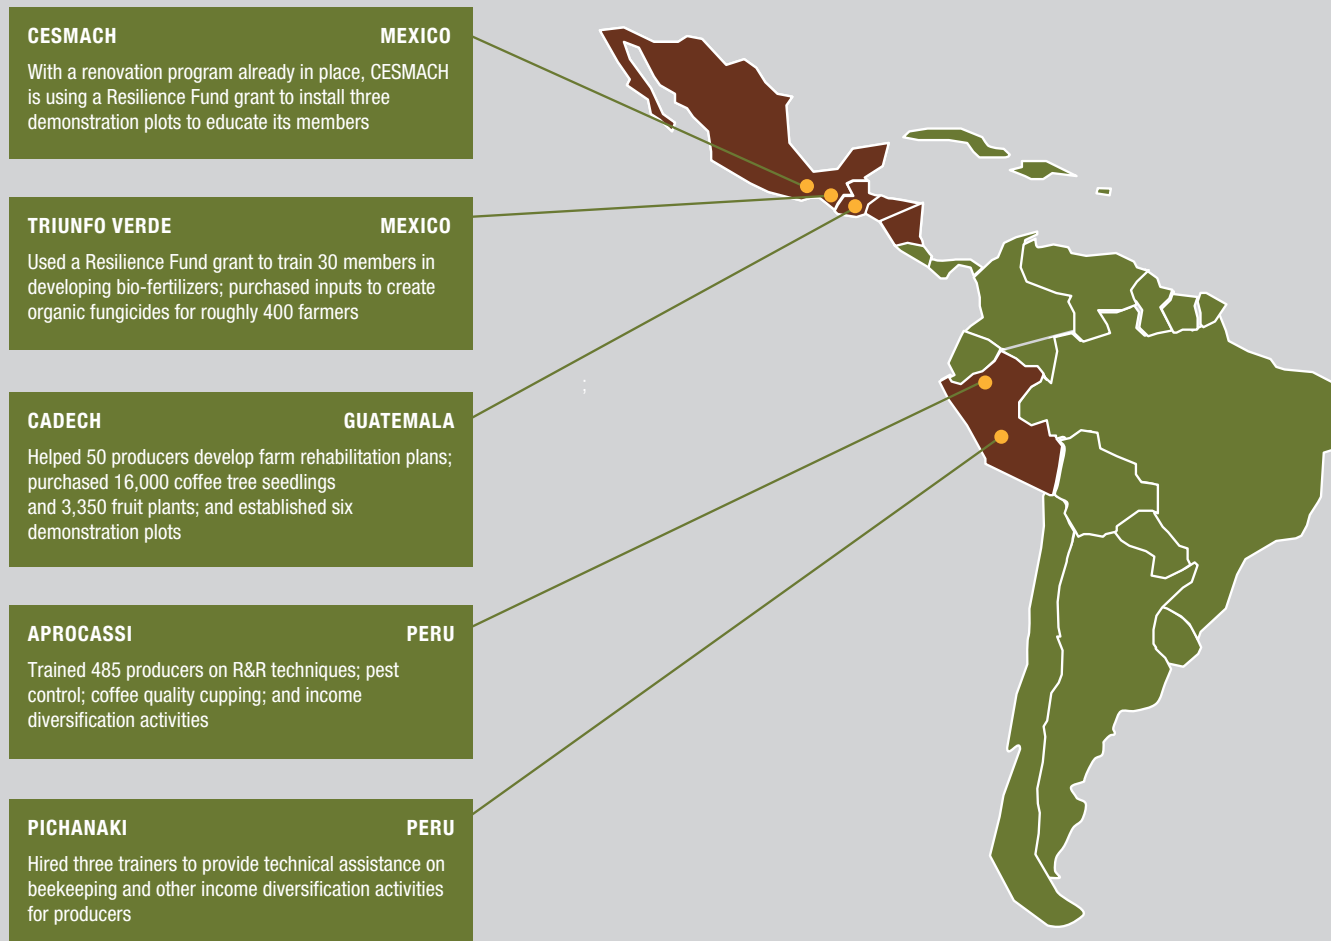 CESMACH MEXICO
With a renovation program already in place, CESMACH
is using a Resilience Fund grant to install three
demonstration plots to educate its members
TRIUNFO VERDE MEXICO
Used a Resilience Fund grant to train 30 members in
developing bio-fertilizers; purchased inputs to create
organic fungicides for roughly 400 farmers
;
CADECH GUATEMALA
Helped 50 producers develop farm rehabilitation plans;
purchased 16,000 coffee tree seedlings
and 3,350 fruit plants; and established six
demonstration plots
APROCASSI PERU
Trained 485 producers on R&R techniques; pest
control; coffee quality cupping; and income
diversification activities
PICHANAKI PERU
Hired three trainers to provide technical assistance on
beekeeping and other income diversification activities
for producers